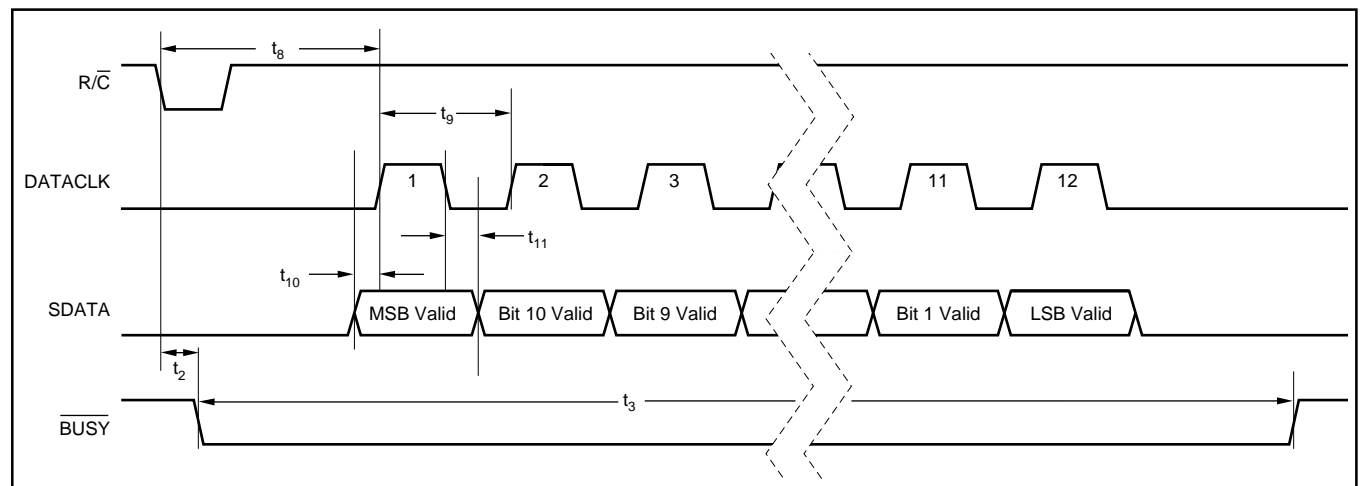 t₈
R/C̅
t₉
DATACLK
1
2
3
11
12
t₁₁
t₁₀
SDATA
MSB Valid
Bit 10 Valid
Bit 9 Valid
Bit 1 Valid
LSB Valid
t₂
t₃
B̅U̅S̅Y̅